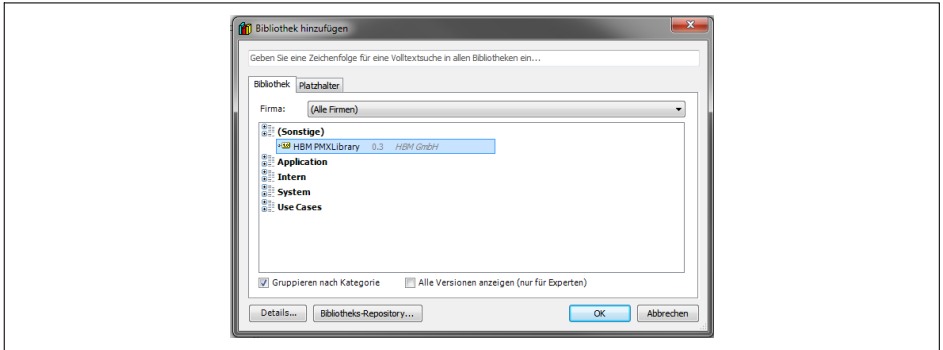 Bibliothek hinzufügen
Geben Sie eine Zeichenfolge für eine Volltextsuche in allen Bibliotheken ein...
Bibliothek Platzhalter
Firma: (Alle Firmen)
(Sonstige)
HBM PMXLibrary 0.3 HBM GmbH
Application
Intern
System
Use Cases
Gruppieren nach Kategorie Alle Versionen anzeigen (nur für Experten)
Details... Bibliotheks-Repository... OK Abbrechen